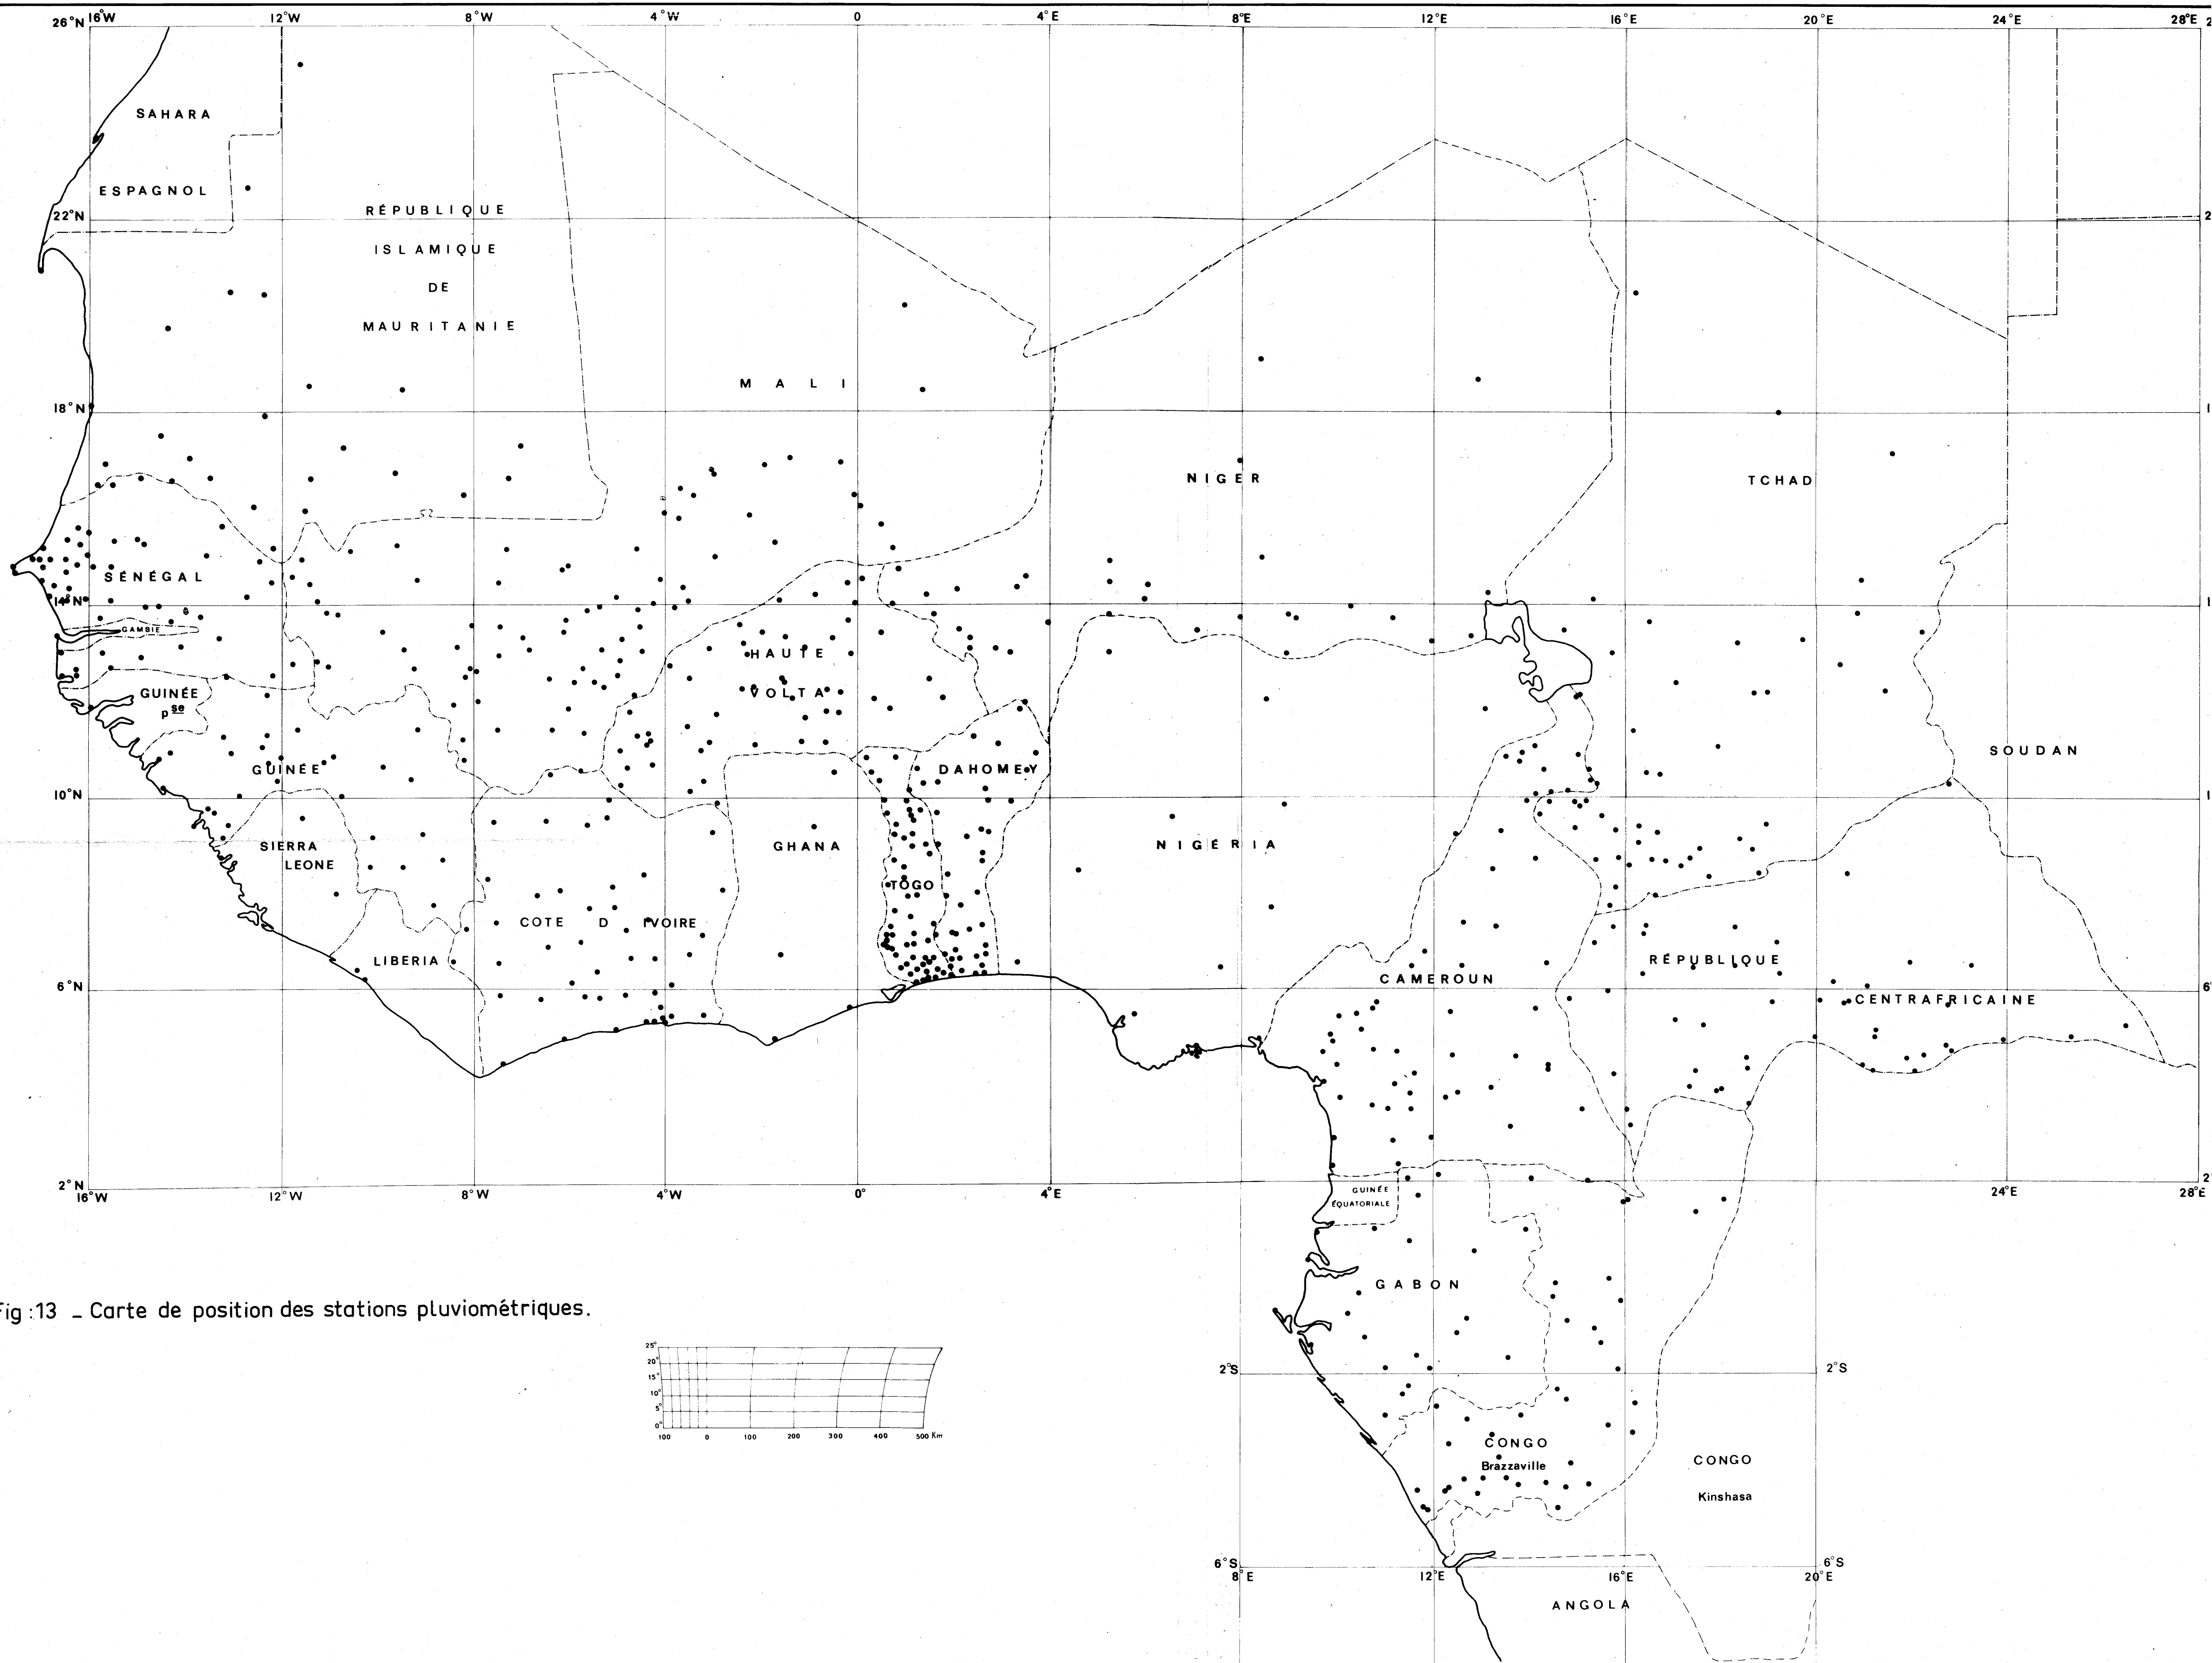 26°N 16°W 12°W 8°W 4°W 0 4°E 8°E 12°E 16°E 20°E 24°E 28°E
SAHARA
ESPAGNOL
22°N
RÉPUBLIQUE
ISLAMIQUE
DE
MAURITANIE
MALI
18°N
NIGER
TCHAD
SÉNÉGAL
14°N
GAMBIE
HAUTE
VOLTA
GUINÉE
pse
SOUDAN
GUINÉE
DAHOMEY
10°N
SIERRA
LEONE
GHANA
NIGÉRIA
TOGO
COTE D IVOIRE
LIBERIA
RÉPUBLIQUE
CAMEROUN
6°N
CENTRAFRICAINE
2°N
16°W 12°W 8°W 4°W 0° 4°E 24°E 28°E
GUINÉE
ÉQUATORIALE
GABON
Fig:13 _ Carte de position des stations pluviométriques.
25°
20°
15°
10°
5°
0°
100 0 100 200 300 400 500 Km
2°S 2°S
CONGO
Brazzaville
CONGO
Kinshasa
6°S 6°S
8°E 12°E 16°E 20°E
ANGOLA